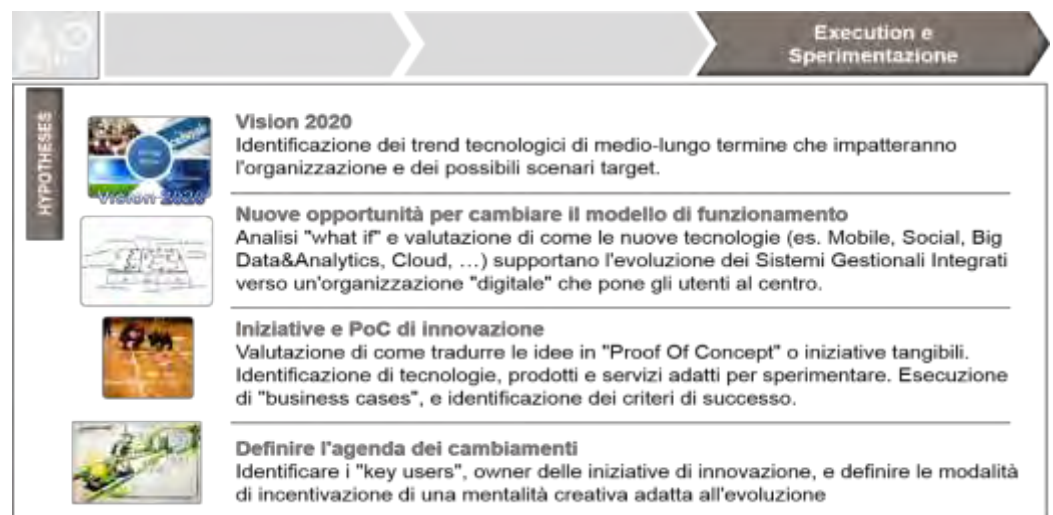 Execution e
Sperimentazione
HYPOTHESES
Vision 2020
Vision 2020
Identificazione dei trend tecnologici di medio-lungo termine che impatteranno
l'organizzazione e dei possibili scenari target.
Nuove opportunità per cambiare il modello di funzionamento
Analisi "what if" e valutazione di come le nuove tecnologie (es. Mobile, Social, Big
Data&Analytics, Cloud, …) supportano l'evoluzione dei Sistemi Gestionali Integrati
verso un'organizzazione "digitale" che pone gli utenti al centro.
Iniziative e PoC di innovazione
Valutazione di come tradurre le idee in "Proof Of Concept" o iniziative tangibili.
Identificazione di tecnologie, prodotti e servizi adatti per sperimentare. Esecuzione
di "business cases", e identificazione dei criteri di successo.
Definire l'agenda dei cambiamenti
Identificare i "key users", owner delle iniziative di innovazione, e definire le modalità
di incentivazione di una mentalità creativa adatta all'evoluzione